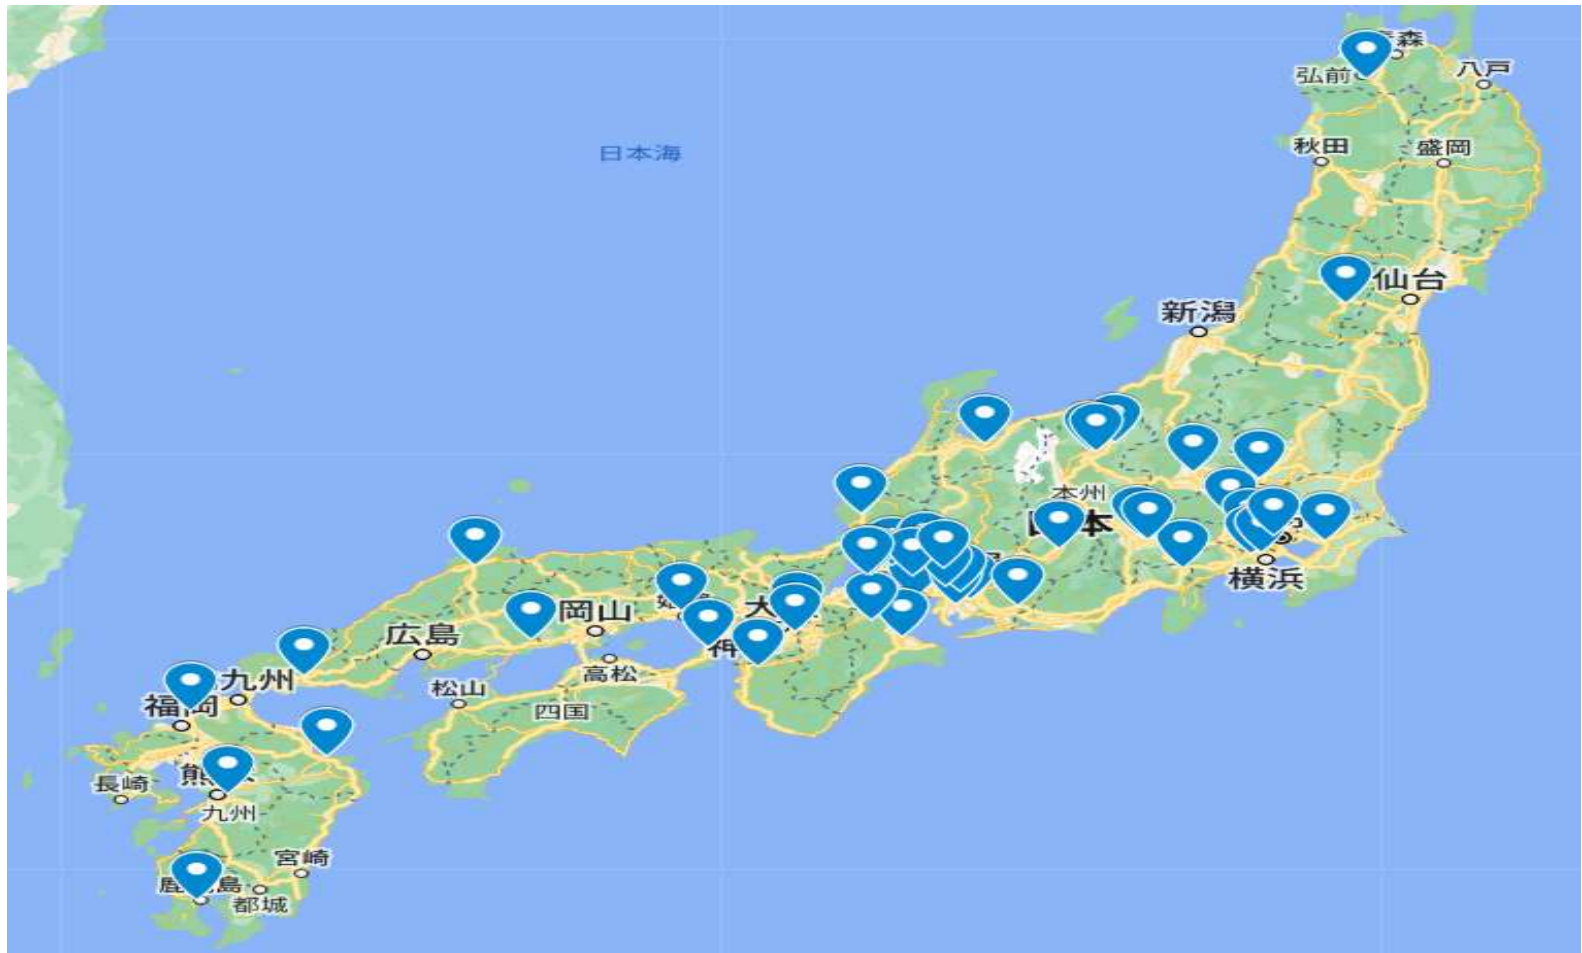 弘前
八戸
日本海
秋田
盛岡
仙台
新潟
本州
横浜
岡山
広島
高松
松山
四国
九州
福岡
長崎
九州
宮崎
都城